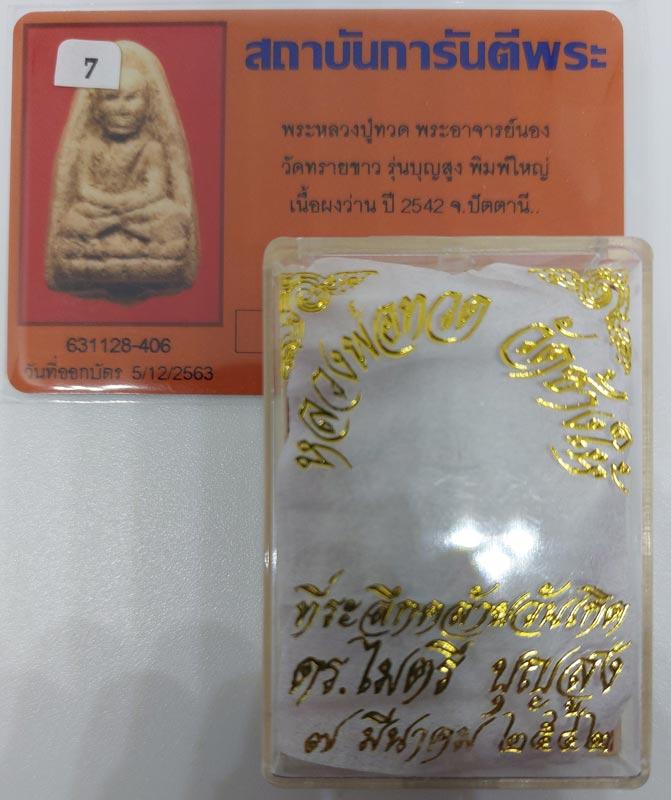 7
สถาบันการันตีพระ
พระหลวงปู่ทวด พระอาจารย์นอง
วัดทรายขาว รุ่นบุญสูง พิมพ์ใหญ่
เนื้อผงว่าน ปี 2542 จ.ปัตตานี..
631128-406
วันที่ออกบัตร 5/12/2563
หลวงพ่อทวด วัดช้างให้
ที่ระลึกคล้ายวันเกิด
ดร.ไมตรี บุญสูง
๗ มีนาคม ๒๕๔๒